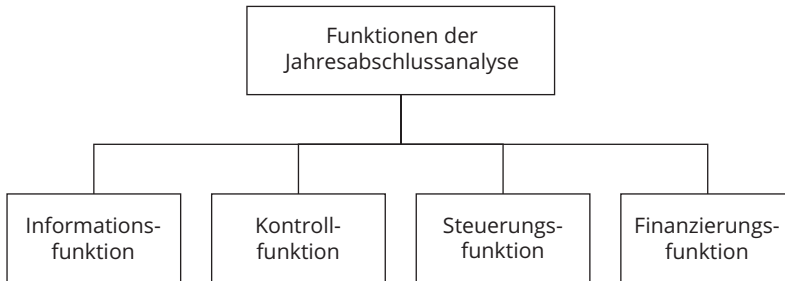 Funktionen der
Jahresabschlussanalyse
Informations-
funktion
Kontroll-
funktion
Steuerungs-
funktion
Finanzierungs-
funktion